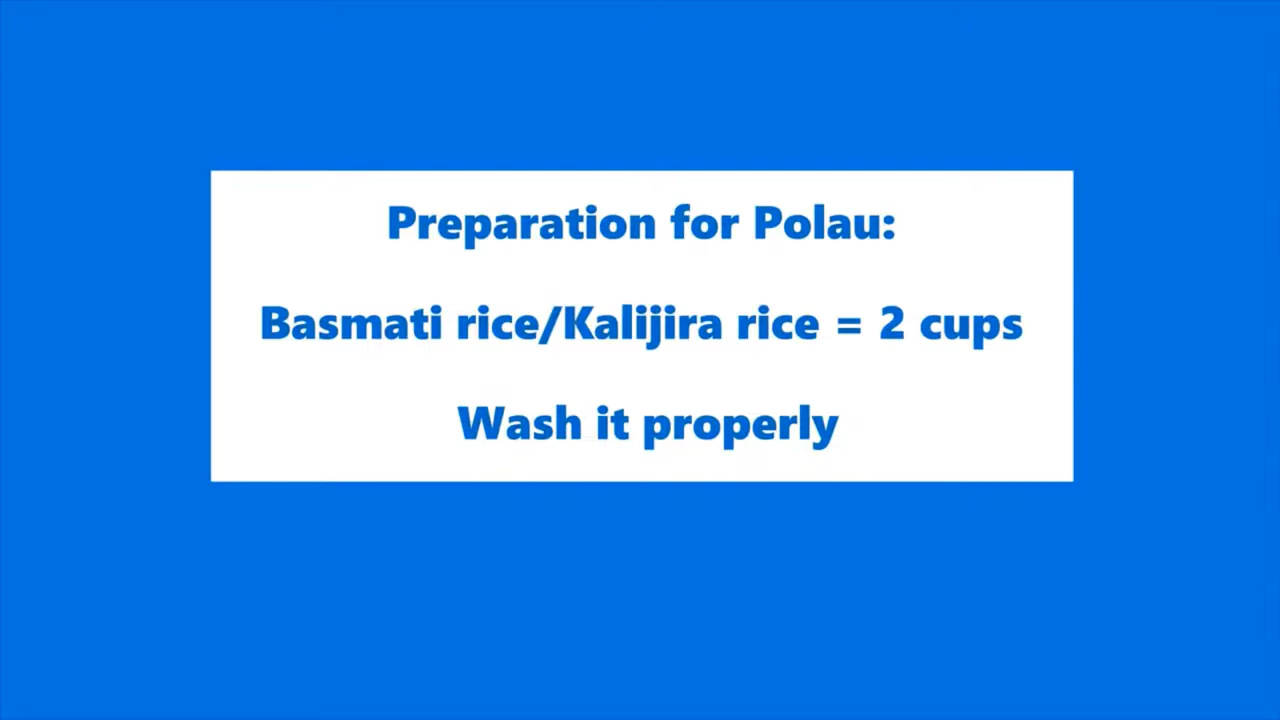 Preparation for Polau:
Basmati rice/Kalijira rice = 2 cups
Wash it properly